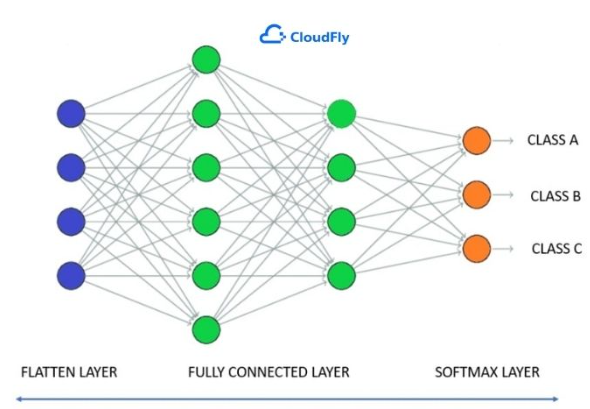 CloudFly
CLASS A
CLASS B
CLASS C
FLATTEN LAYER FULLY CONNECTED LAYER SOFTMAX LAYER